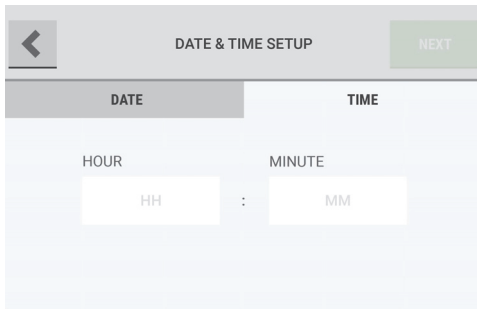 DATE & TIME SETUP NEXT
DATE TIME
HOUR MINUTE
HH : MM